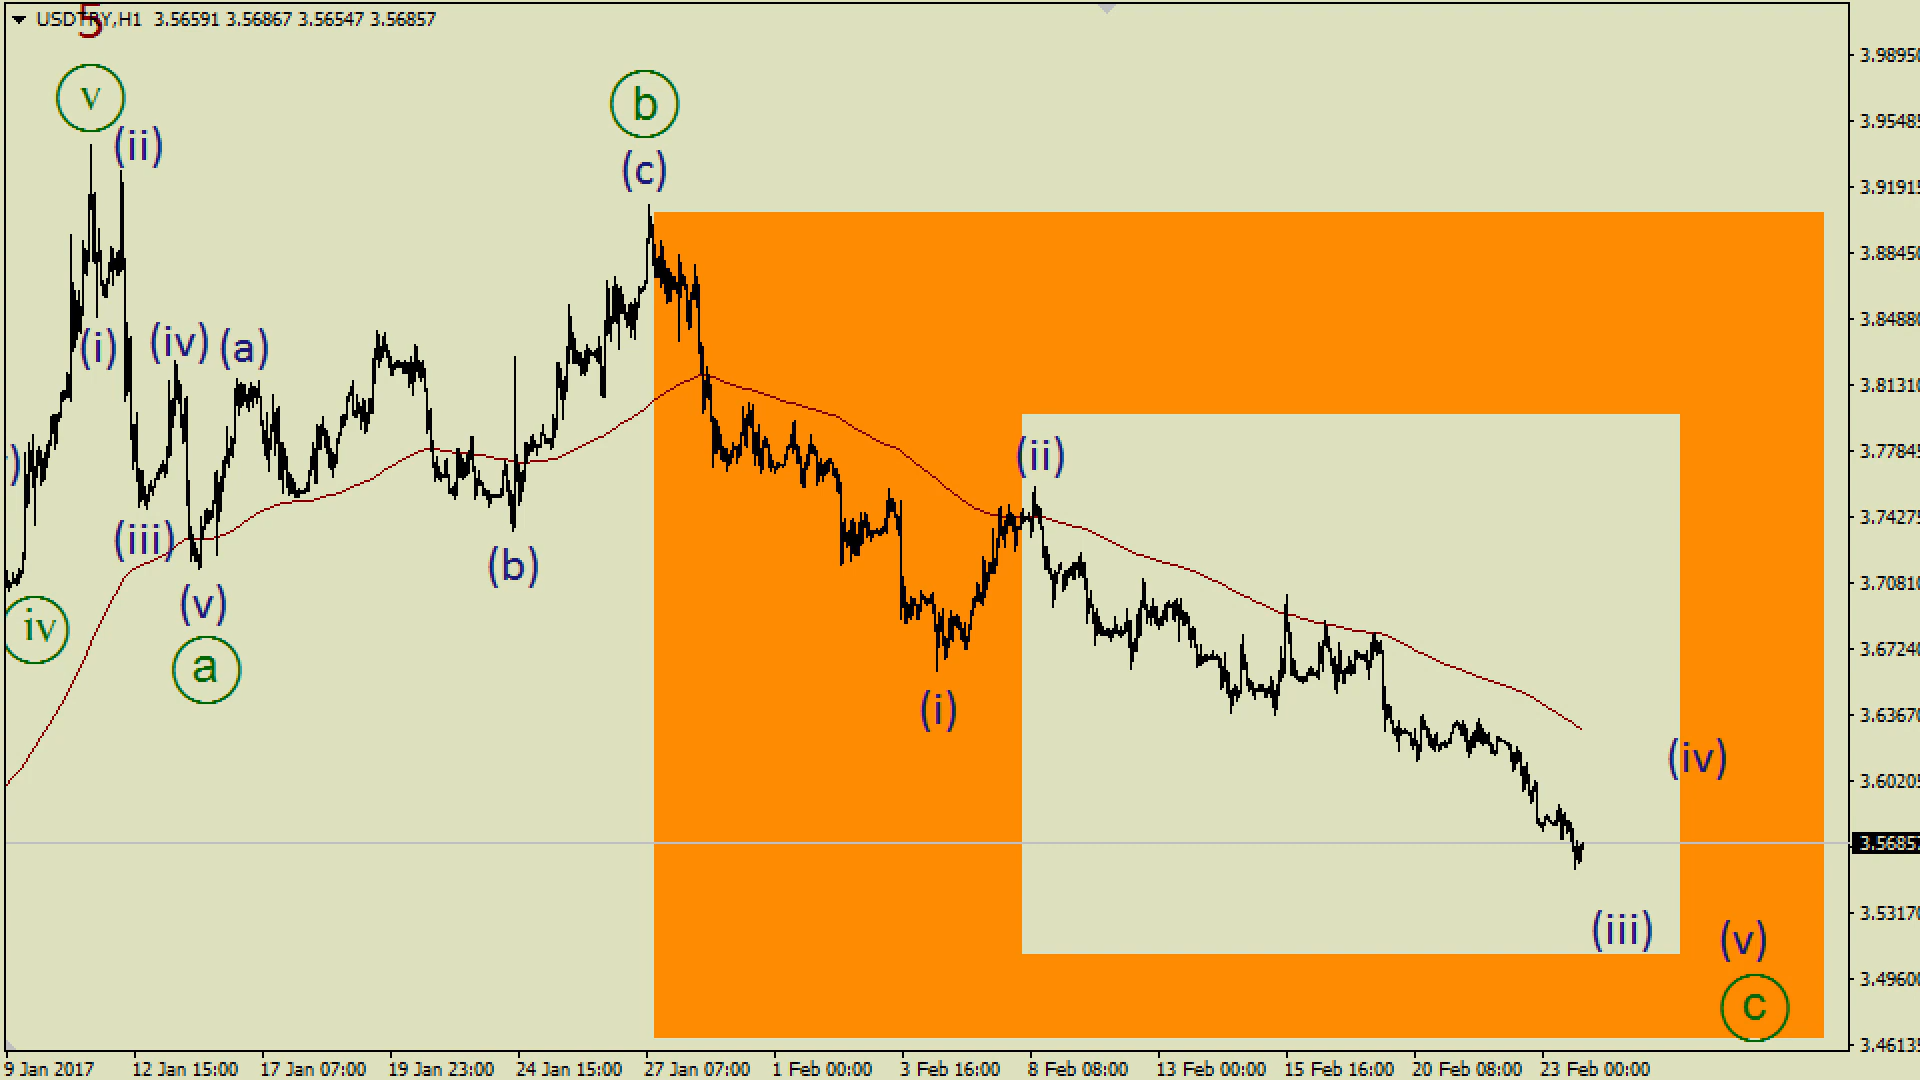 USDTRY,H1 3.56591 3.56867 3.56547 3.56857
5
v
(ii)
b
(c)
(i)
(iv)
(a)
(iii)
(v)
iv
a
(b)
(ii)
(i)
(iv)
(iii)
(v)
c
3.98950
3.95485
3.91915
3.88450
3.84880
3.81310
3.77845
3.74275
3.70810
3.67240
3.63670
3.60205
3.56857
3.53170
3.49600
3.46135
9 Jan 2017 12 Jan 15:00 17 Jan 07:00 19 Jan 23:00 24 Jan 15:00 27 Jan 07:00 1 Feb 00:00 3 Feb 16:00 8 Feb 08:00 13 Feb 00:00 15 Feb 16:00 20 Feb 08:00 23 Feb 00:00